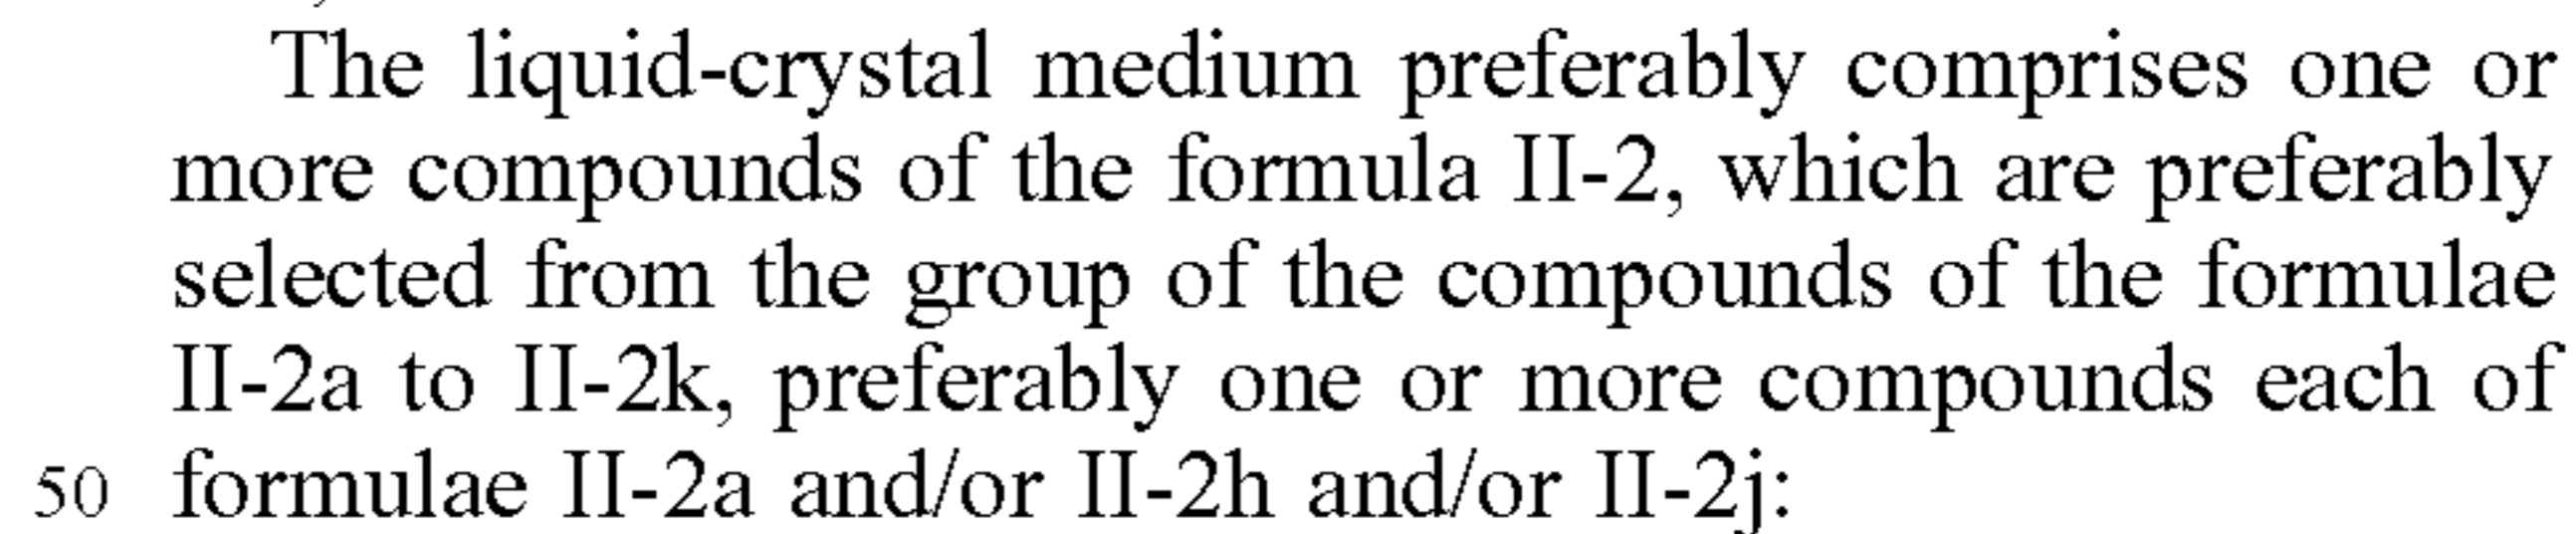 The liquid-crystal medium preferably comprises one or
more compounds of the formula II-2, which are preferably
selected from the group of the compounds of the formulae
II-2a to II-2k, preferably one or more compounds each of
50 formulae II-2a and/or II-2h and/or II-2j: